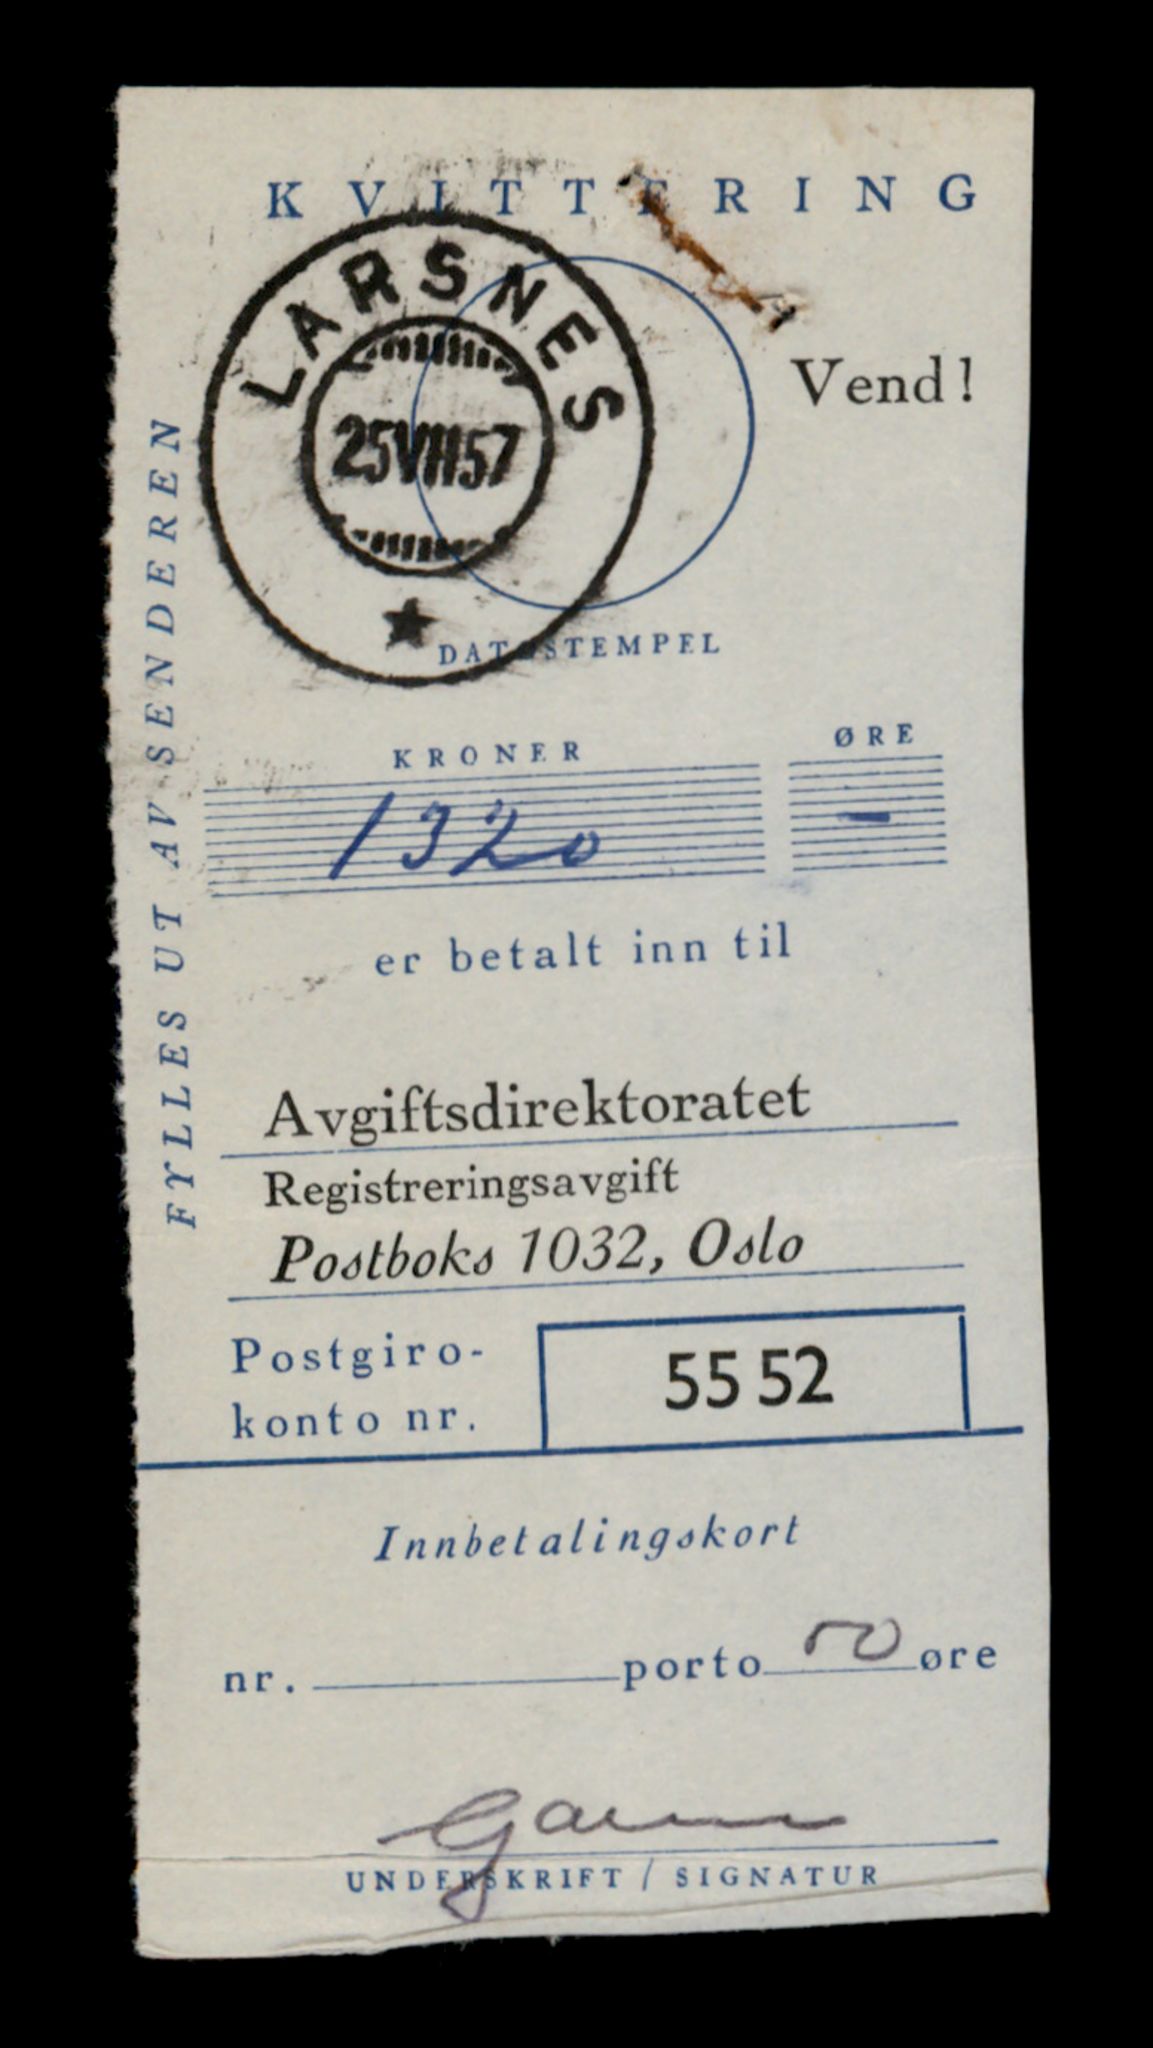 KVITTERING
LARSNES
25 VII 57
Vend!
DATOSTEMPEL
FYLLES UT AV SENDEREN
KRONER ØRE
1320 –
er betalt inn til
Avgiftsdirektoratet
Registreringsavgift
Postboks 1032, Oslo
Postgiro-
konto nr.
55 52
Innbetalingskort
nr. porto 50 øre
UNDERSKRIFT / SIGNATUR